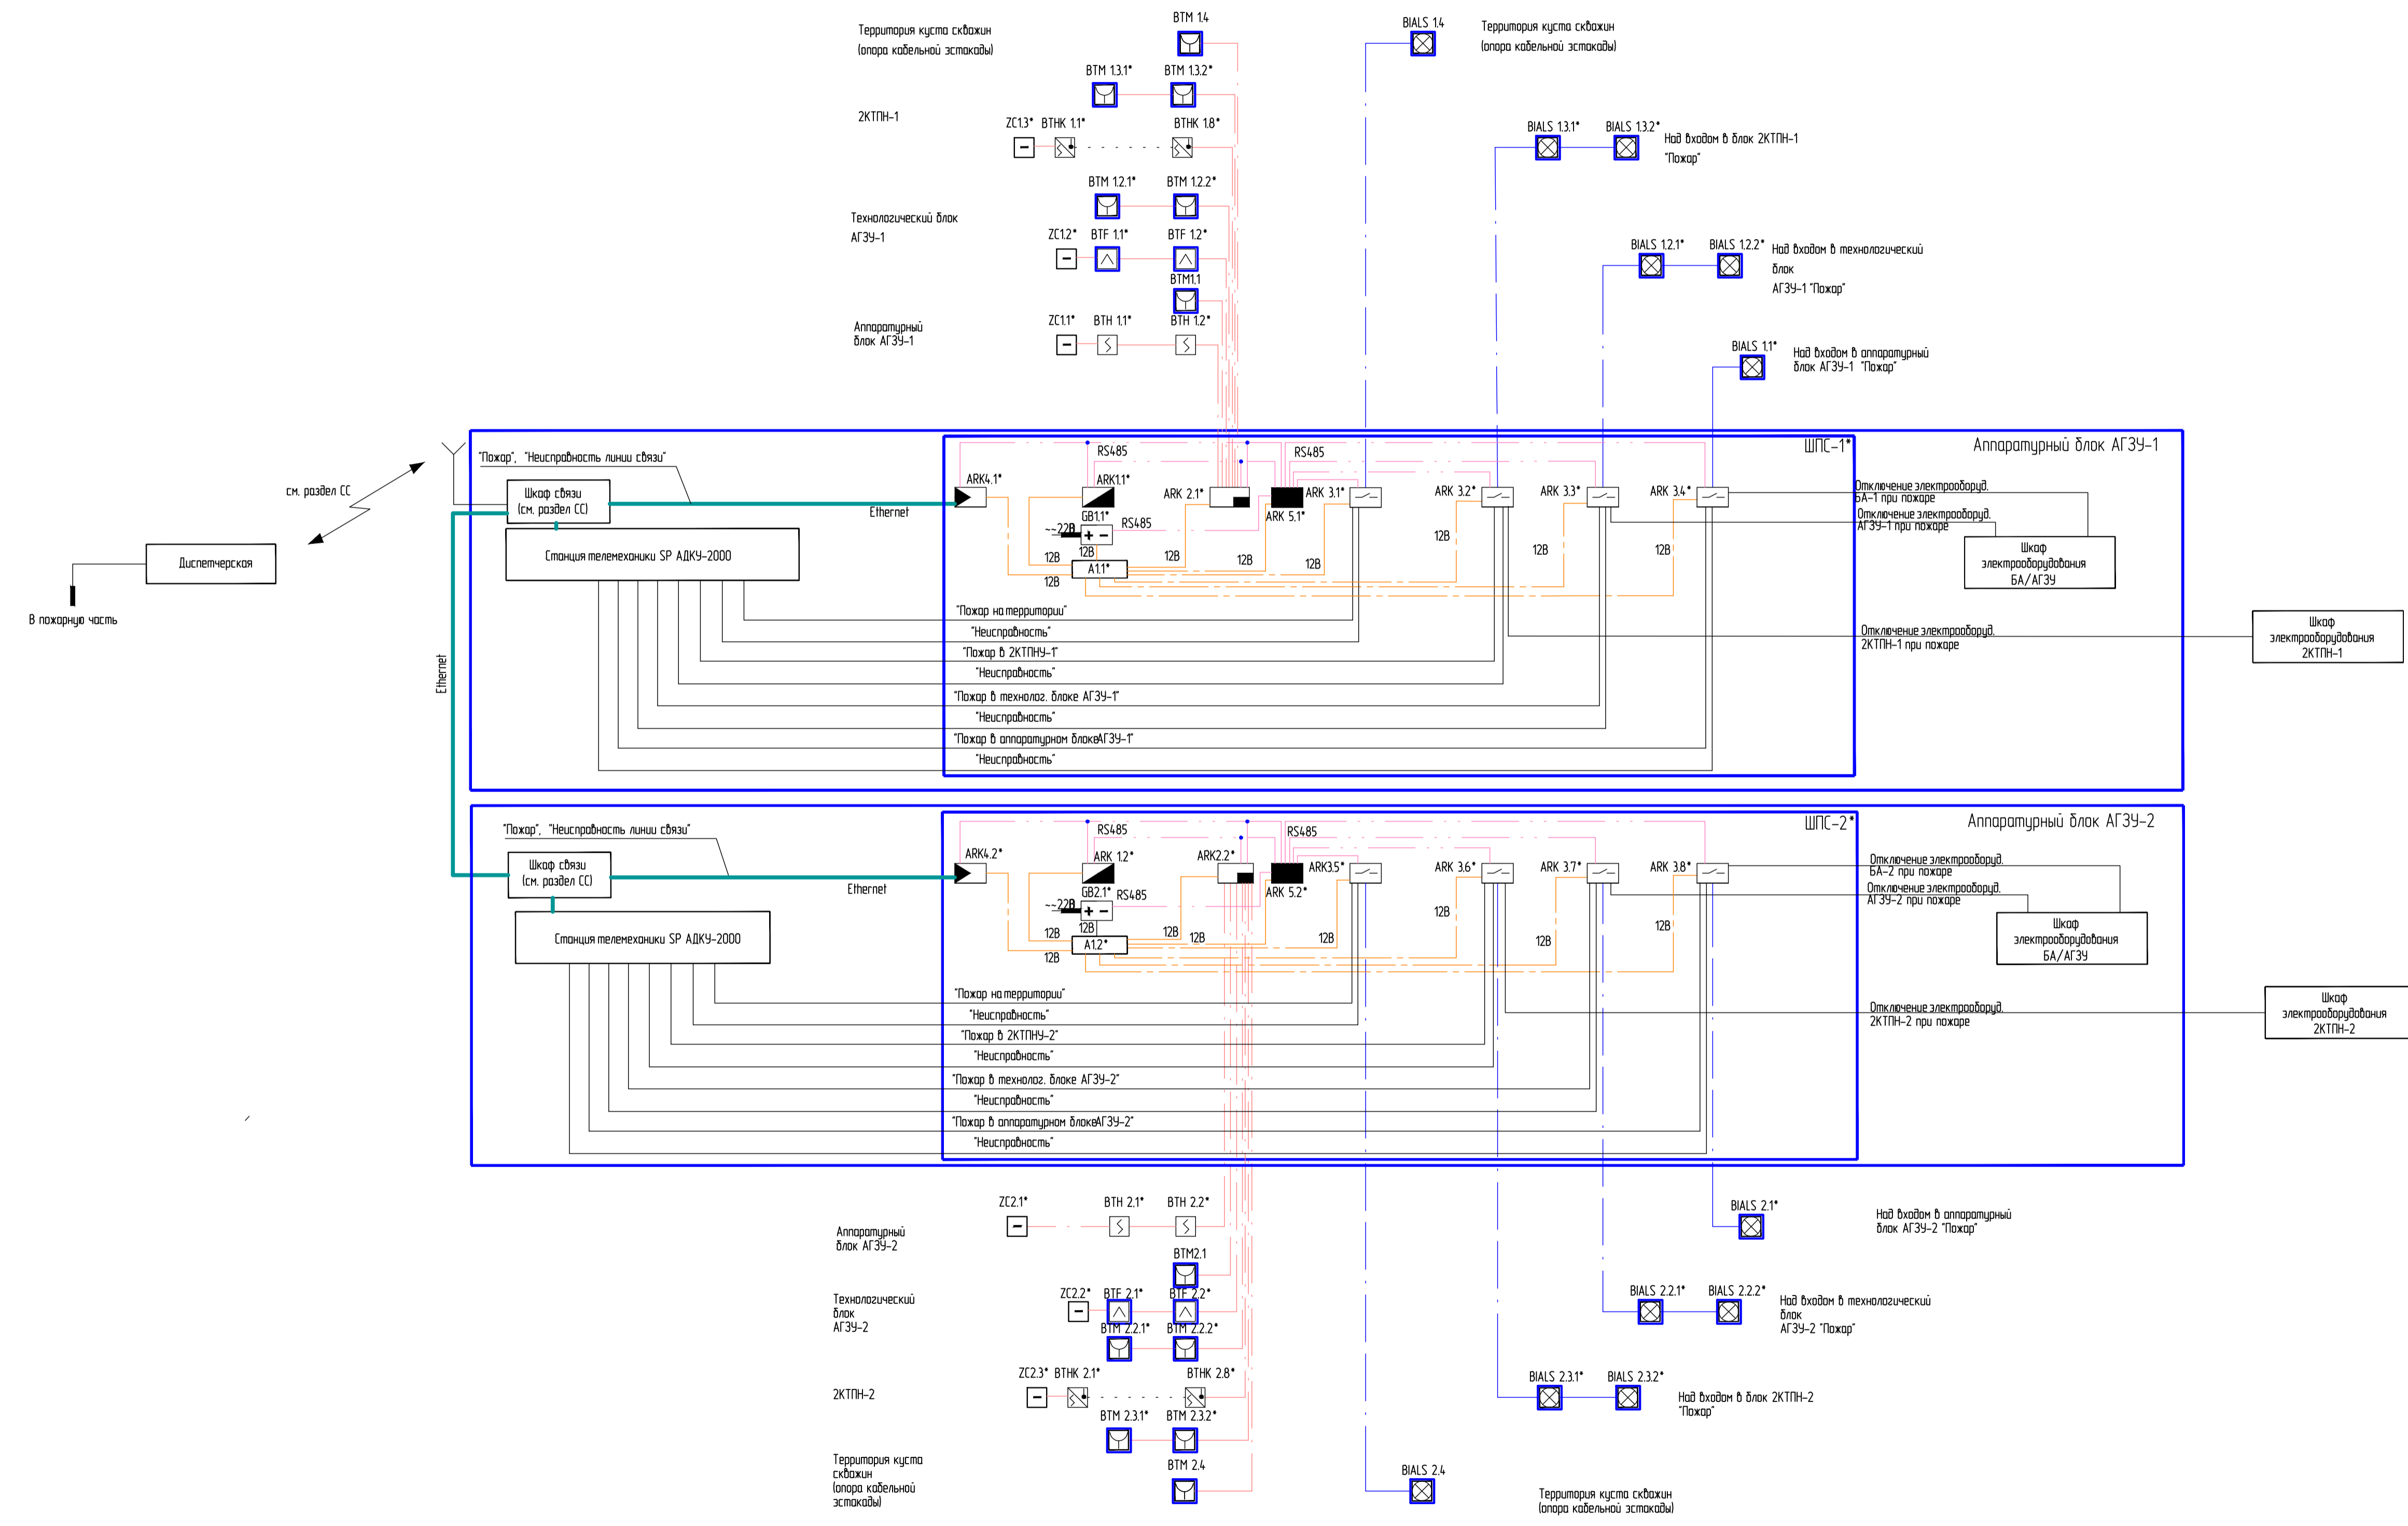 Территория куста скважин
(опора кабельной эстакады)
BTM 1.4
BIALS 1.4
Территория куста скважин
(опора кабельной эстакады)
BTM 1.3.1*
BTM 1.3.2*
2КТПН-1
ZC1.3*
BTHK 1.1*
BTHK 1.8*
BIALS 1.3.1*
BIALS 1.3.2*
Над входом в блок 2КТПН-1
"Пожар"
BTM 1.2.1*
BTM 1.2.2*
Технологический блок
АГЗУ-1
ZC1.2*
BTF 1.1*
BTF 1.2*
BIALS 1.2.1*
BIALS 1.2.2*
Над входом в технологический
блок
АГЗУ-1 "Пожар"
BTM1.1
Аппаратурный
блок АГЗУ-1
ZC1.1*
BTH 1.1*
BTH 1.2*
BIALS 1.1*
Над входом в аппаратурный
блок АГЗУ-1 "Пожар"
ШПС-1*
Аппаратурный блок АГЗУ-1
"Пожар", "Неисправность линии связи"
RS485
RS485
см. раздел СС
Шкаф связи
(см. раздел СС)
Ethernet
ARK4.1*
ARK1.1*
ARK 2.1*
ARK 5.1*
ARK 3.1*
ARK 3.2*
ARK 3.3*
ARK 3.4*
Отключение электрооборуд.
БА-1 при пожаре
Отключение электрооборуд.
АГЗУ-1 при пожаре
GB1.1*
RS485
~220В
12В
12В
12В
12В
12В
12В
12В
12В
12В
A1.1*
Станция телемеханики SP АДКУ-2000
Диспетчерская
В пожарную часть
Шкаф
электрооборудования
БА/АГЗУ
"Пожар на территории"
"Неисправность"
"Пожар в 2КТПНУ-1"
"Неисправность"
"Пожар в технолог. блоке АГЗУ-1"
"Неисправность"
"Пожар в аппаратурном блоке АГЗУ-1"
"Неисправность"
Отключение электрооборуд.
2КТПН-1 при пожаре
Шкаф
электрооборудования
2КТПН-1
Ethernet
ШПС-2*
Аппаратурный блок АГЗУ-2
"Пожар", "Неисправность линии связи"
RS485
RS485
Шкаф связи
(см. раздел СС)
Ethernet
ARK4.2*
ARK 1.2*
ARK2.2*
ARK 5.2*
ARK3.5*
ARK 3.6*
ARK 3.7*
ARK 3.8*
Отключение электрооборуд.
БА-2 при пожаре
Отключение электрооборуд.
АГЗУ-2 при пожаре
GB2.1*
RS485
~220В
12В
12В
12В
12В
12В
12В
12В
12В
12В
A1.2*
Станция телемеханики SP АДКУ-2000
Шкаф
электрооборудования
БА/АГЗУ
"Пожар на территории"
"Неисправность"
"Пожар в 2КТПНУ-2"
"Неисправность"
"Пожар в технолог. блоке АГЗУ-2"
"Неисправность"
"Пожар в аппаратурном блоке АГЗУ-2"
"Неисправность"
Отключение электрооборуд.
2КТПН-2 при пожаре
Шкаф
электрооборудования
2КТПН-2
Аппаратурный
блок АГЗУ-2
ZC2.1*
BTH 2.1*
BTH 2.2*
BIALS 2.1*
Над входом в аппаратурный
блок АГЗУ-2 "Пожар"
BTM2.1
Технологический
блок
АГЗУ-2
ZC2.2*
BTF 2.1*
BTF 2.2*
BIALS 2.2.1*
BIALS 2.2.2*
Над входом в технологический
блок
АГЗУ-2 "Пожар"
BTM 2.2.1*
BTM 2.2.2*
2КТПН-2
ZC2.3*
BTHK 2.1*
BTHK 2.8*
BIALS 2.3.1*
BIALS 2.3.2*
Над входом в блок 2КТПН-2
"Пожар"
BTM 2.3.1*
BTM 2.3.2*
Территория куста
скважин
(опора кабельной
эстакады)
BTM 2.4
BIALS 2.4
Территория куста скважин
(опора кабельной эстакады)